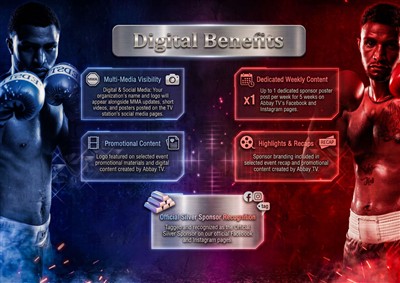 Digital Benefits
Multi-Media Visibility
Digital & Social Media: Your
organization's name and logo will
appear alongside MMA updates, short
videos, and posters posted on the TV
station's social media pages.
x1
Dedicated Weekly Content
Up to 1 dedicated sponsor poster
post per week for 5 weeks on
Abbay TV's Facebook and
Instagram pages.
Promotional Content
Logo featured on selected event
promotional materials and digital
content created by Abbay TV.
Highlights & Recaps
RECAP
Sponsor branding included in
selected event recap and promotional
content created by Abbay TV.
+tag
Official Silver Sponsor Recognition
Tagged and recognized as the Official
Silver Sponsor on our official Facebook
and Instagram pages.